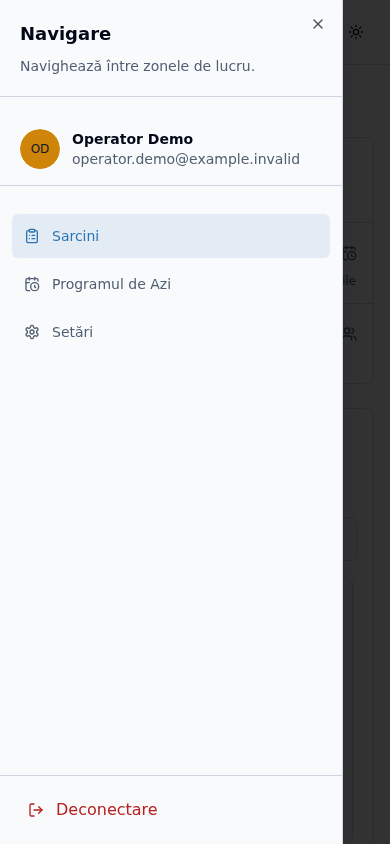 Navigare
Navighează între zonele de lucru.
OD
Operator Demo
operator.demo@example.invalid
Sarcini
Programul de Azi
Setări
Deconectare